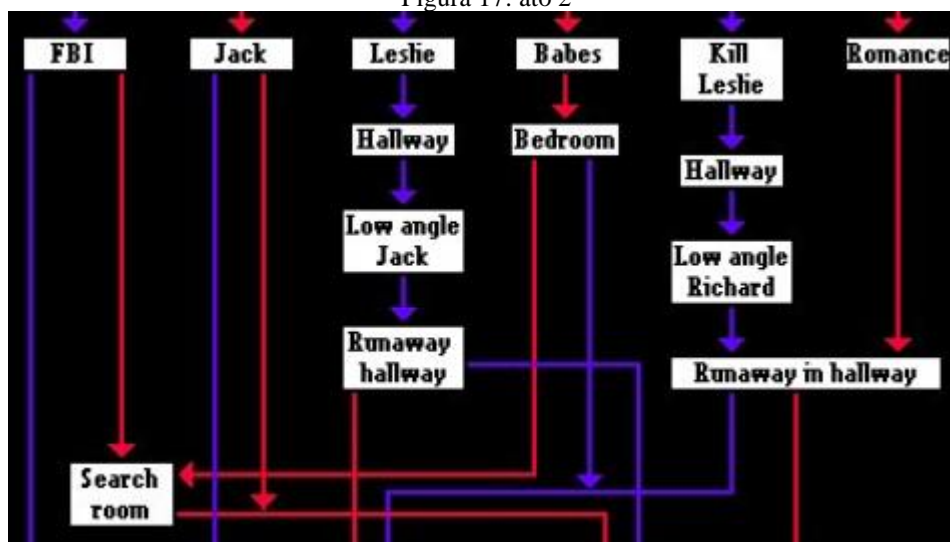 Figura 17: ato 2
FBI
Jack
Leslie
Babes
Kill
Leslie
Romance
Hallway
Bedroom
Hallway
Low angle
Jack
Low angle
Richard
Runaway
hallway
Runaway in hallway
Search
room